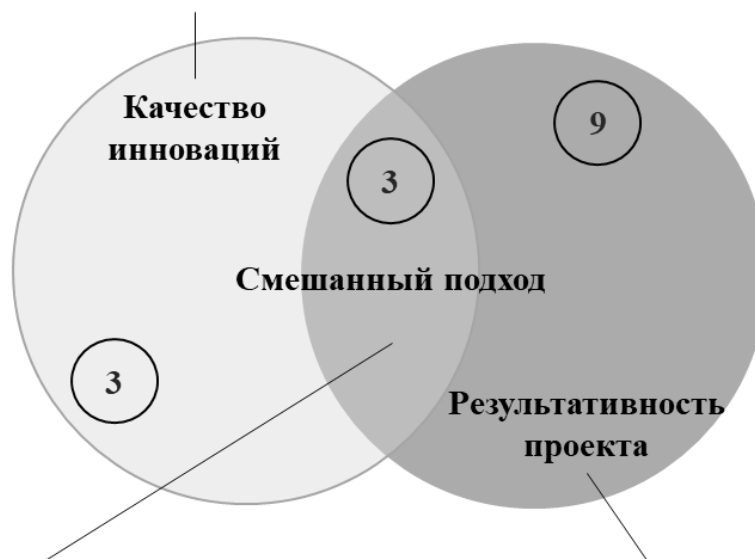 Качество
инноваций
9
3
Смешанный подход
3
Результативность
проекта